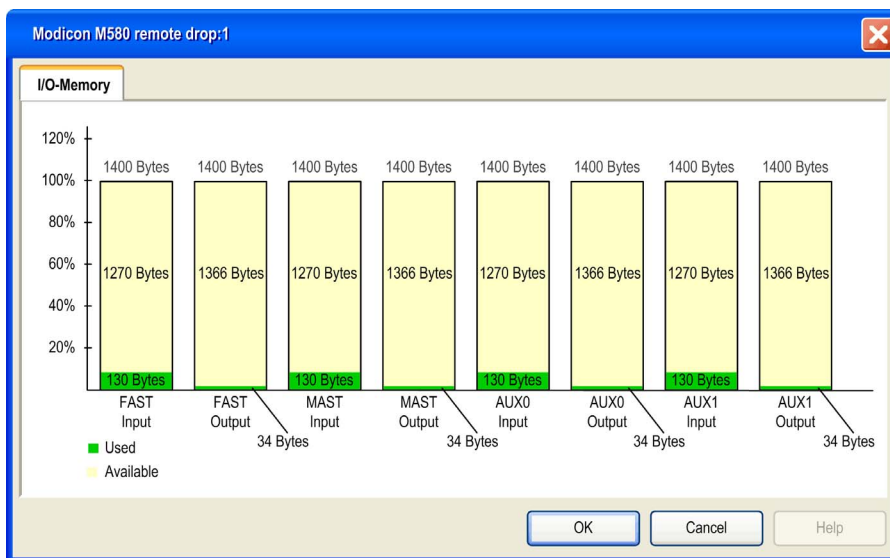 Modicon M580 remote drop:1
I/O-Memory
120%
100%
80%
60%
40%
20%
1400 Bytes 1400 Bytes 1400 Bytes 1400 Bytes 1400 Bytes 1400 Bytes 1400 Bytes 1400 Bytes
1270 Bytes 1366 Bytes 1270 Bytes 1366 Bytes 1270 Bytes 1366 Bytes 1270 Bytes 1366 Bytes
130 Bytes 130 Bytes 130 Bytes 130 Bytes
FAST FAST MAST MAST AUX0 AUX0 AUX1 AUX1
Input Output Input Output Input Output Input Output
34 Bytes 34 Bytes 34 Bytes 34 Bytes
Used
Available
OK Cancel Help